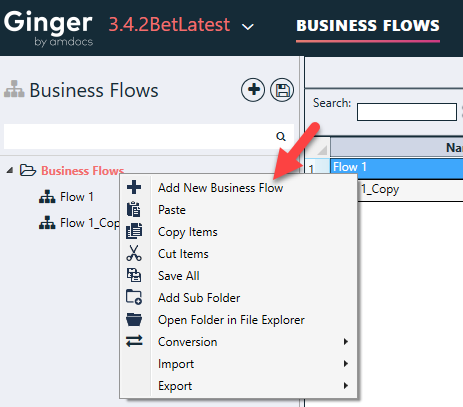 Ginger 3.4.2BetLatest BUSINESS FLOWS
by amdocs
Business Flows
Search:
Business Flows
Flow 1
Flow 1_Cop
Na
1 Flow 1
1_Copy
Add New Business Flow
Paste
Copy Items
Cut Items
Save All
Add Sub Folder
Open Folder in File Explorer
Conversion
Import
Export